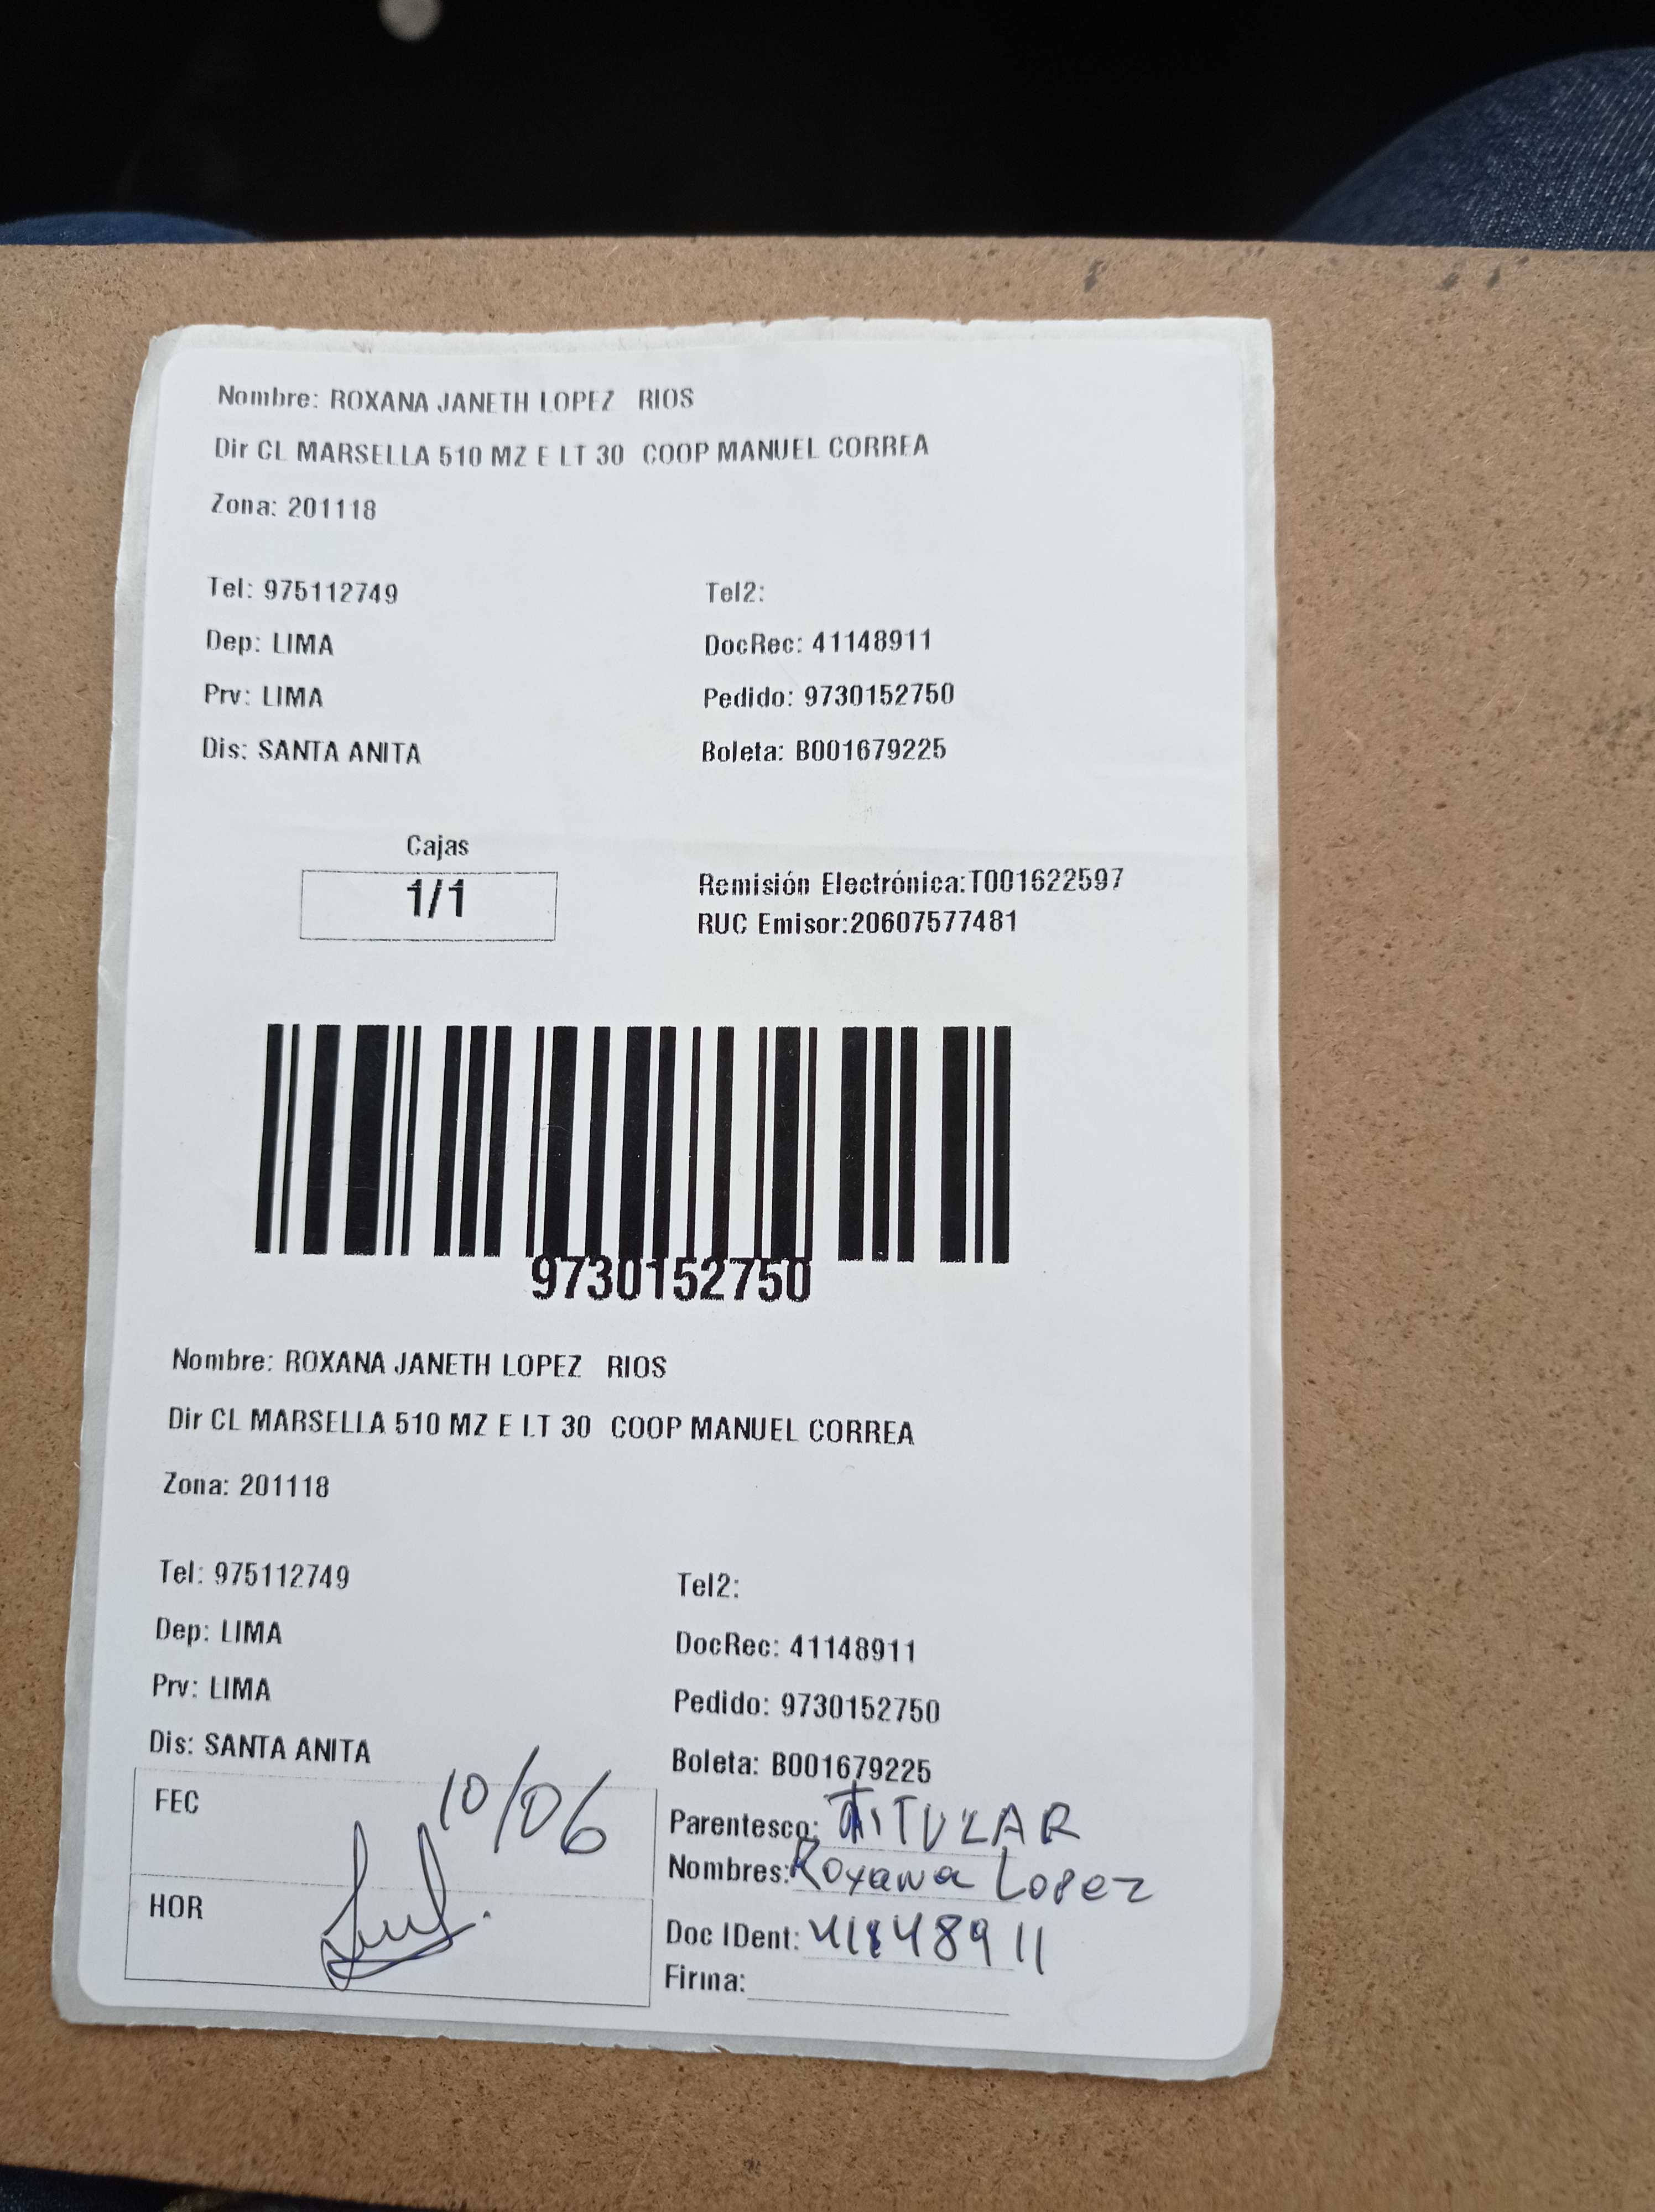 Nombre: ROXANA JANETH LOPEZ RIOS
Dir CL MARSELLA 510 MZ E LT 30 COOP MANUEL CORREA
Zona: 201118
Tel: 975112749 Tel2:
Dep: LIMA DocRec: 41148911
Prv: LIMA Pedido: 9730152750
Dis: SANTA ANITA Boleta: B001679225
Cajas
1/1
Remisión Electrónica:T001622597
RUC Emisor:20607577481
9730152750
Nombre: ROXANA JANETH LOPEZ RIOS
Dir CL MARSELLA 510 MZ E LT 30 COOP MANUEL CORREA
Zona: 201118
Tel: 975112749 Tel2:
Dep: LIMA DocRec: 41148911
Prv: LIMA Pedido: 9730152750
Dis: SANTA ANITA Boleta: B001679225
FEC 10/06 Parentesco: TITULAR
Nombres: Roxana Lopez
HOR Doc IDent: 41148911
Firma: